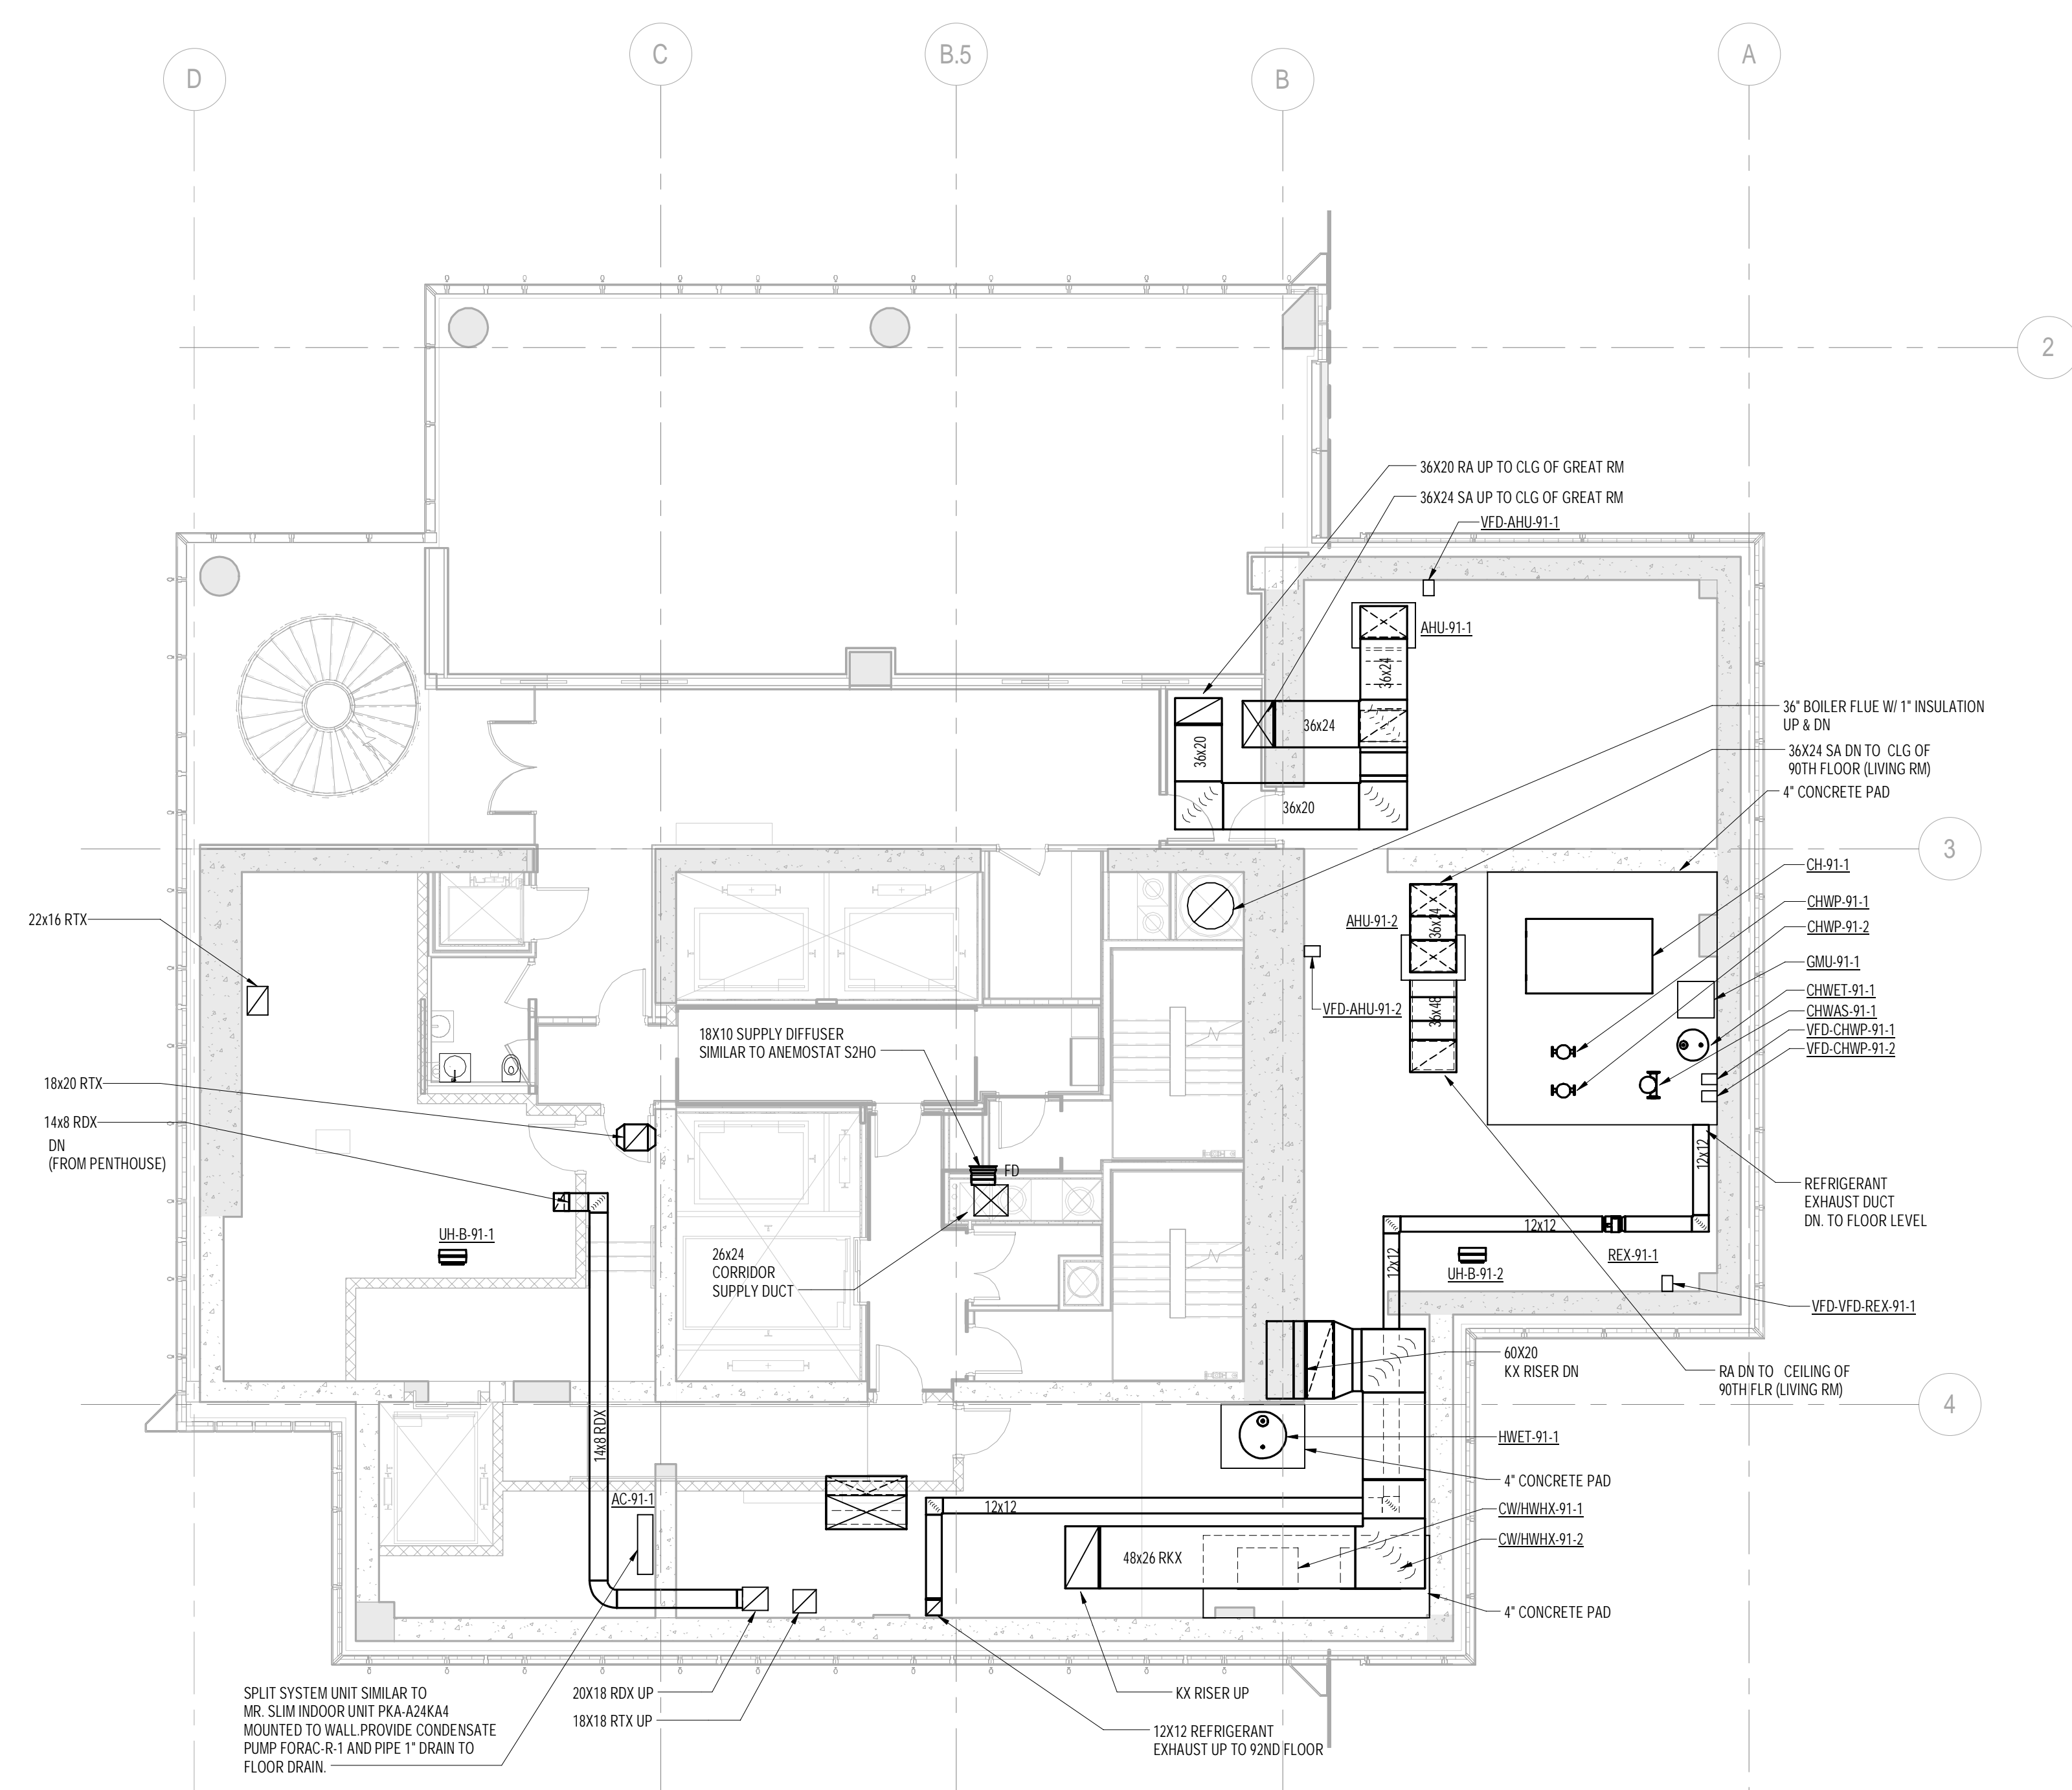 D
C
B.5
B
A
2
36X20 RA UP TO CLG OF GREAT RM
36X24 SA UP TO CLG OF GREAT RM
VFD-AHU-91-1
AHU-91-1
36x24
36x24
36x20
36x20
36" BOILER FLUE W/ 1" INSULATION
UP & DN
36X24 SA DN TO CLG OF
90TH FLOOR (LIVING RM)
4" CONCRETE PAD
3
CH-91-1
CHWP-91-1
CHWP-91-2
GMU-91-1
CHWET-91-1
CHWAS-91-1
VFD-CHWP-91-1
VFD-CHWP-91-2
AHU-91-2
36x24
36x48
VFD-AHU-91-2
22x16 RTX
18X10 SUPPLY DIFFUSER
SIMILAR TO ANEMOSTAT S2HO
18x20 RTX
14x8 RDX
DN
(FROM PENTHOUSE)
FD
12x12
REFRIGERANT
EXHAUST DUCT
DN. TO FLOOR LEVEL
UH-B-91-1
26x24
CORRIDOR
SUPPLY DUCT
12x12
12x12
REX-91-1
UH-B-91-2
VFD-VFD-REX-91-1
60X20
KX RISER DN
RA DN TO CEILING OF
90TH FLR (LIVING RM)
4
14x8 RDX
HWET-91-1
4" CONCRETE PAD
AC-91-1
12x12
CW/HWHX-91-1
CW/HWHX-91-2
48x26 RKX
4" CONCRETE PAD
SPLIT SYSTEM UNIT SIMILAR TO
MR. SLIM INDOOR UNIT PKA-A24KA4
MOUNTED TO WALL.PROVIDE CONDENSATE
PUMP FORAC-R-1 AND PIPE 1" DRAIN TO
FLOOR DRAIN.
20X18 RDX UP
18X18 RTX UP
KX RISER UP
12X12 REFRIGERANT
EXHAUST UP TO 92ND FLOOR